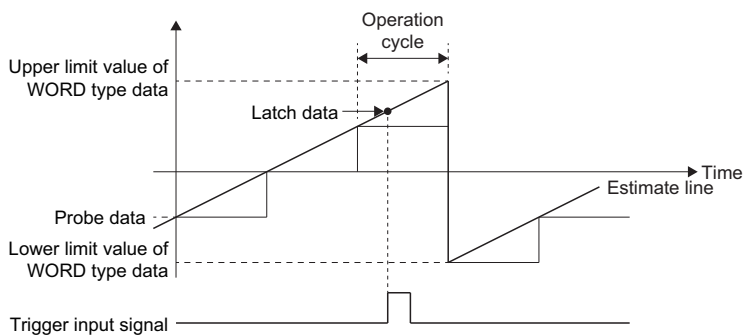 Operation
cycle
Upper limit value of
WORD type data
Latch data
Time
Estimate line
Probe data
Lower limit value of
WORD type data
Trigger input signal